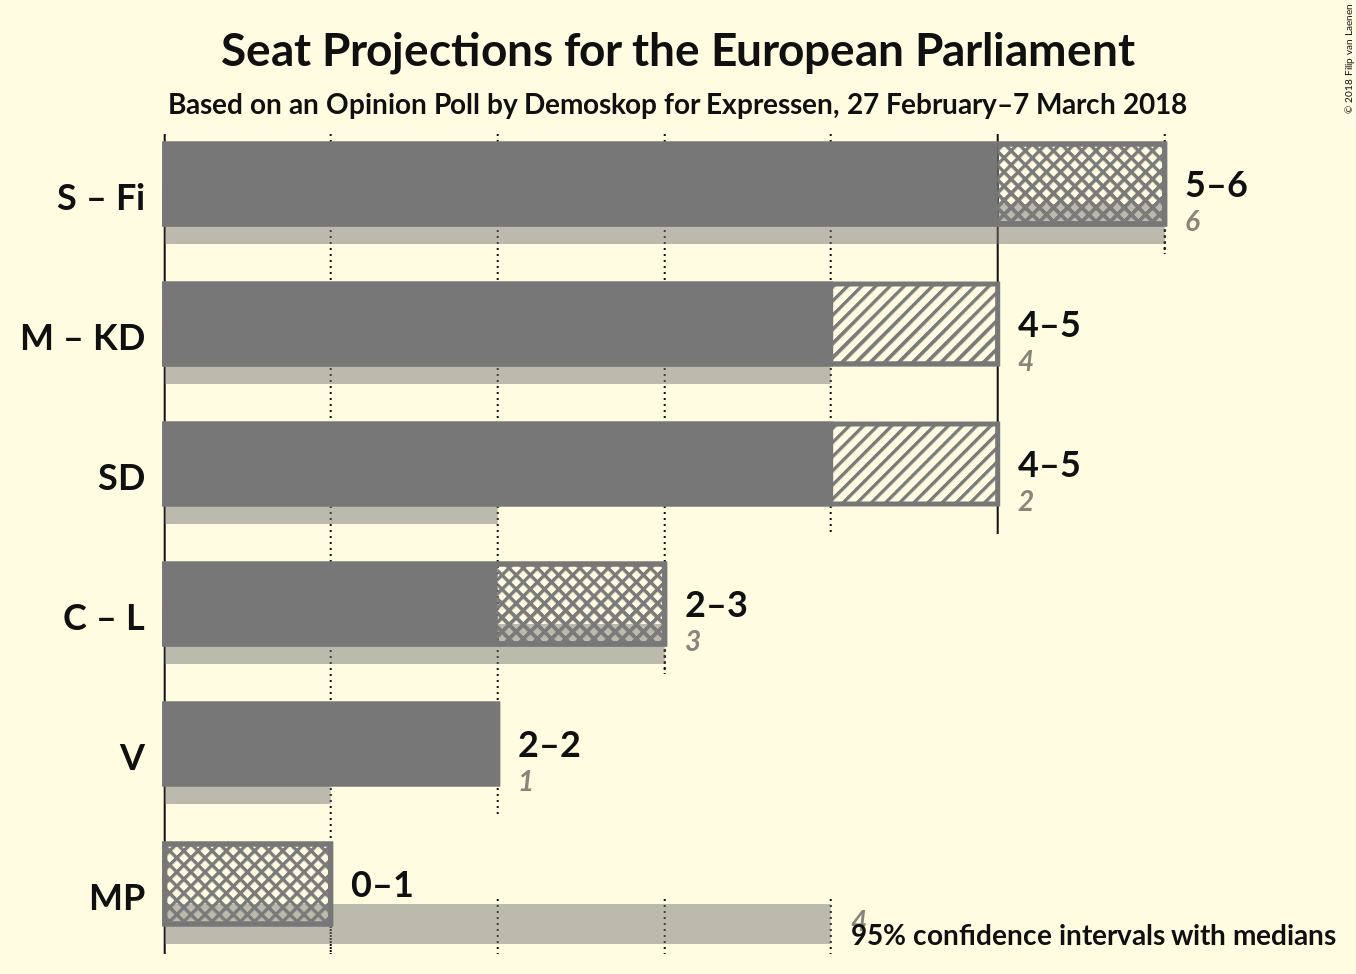 Seat Projections for the European Parliament
Based on an Opinion Poll by Demoskop for Expressen, 27 February–7 March 2018
© 2018 Filip van Laenen
S – Fi
5–6
6
M – KD
4–5
4
SD
4–5
2
C – L
2–3
3
V
2–2
1
MP
0–1
4
95% confidence intervals with medians